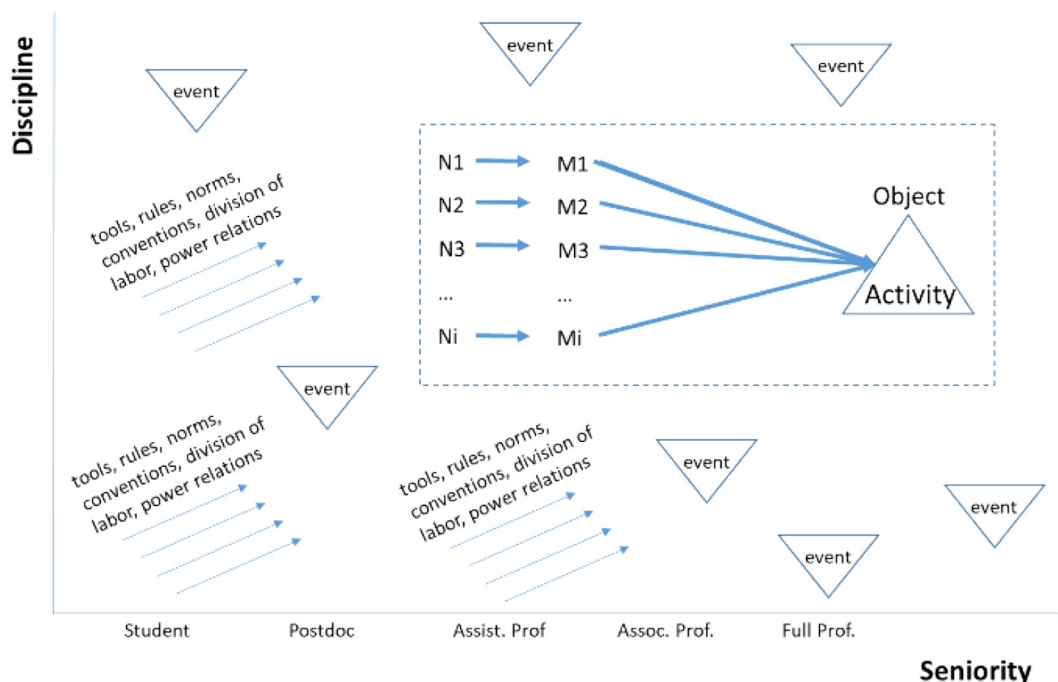 Discipline
event
event
event
tools, rules, norms,
conventions, division of
labor, power relations
N1
M1
N2
M2
N3
M3
...
...
Ni
Mi
Object
Activity
event
tools, rules, norms,
conventions, division of
labor, power relations
tools, rules, norms,
conventions, division of
labor, power relations
event
event
event
Student
Postdoc
Assist. Prof
Assoc. Prof.
Full Prof.
Seniority